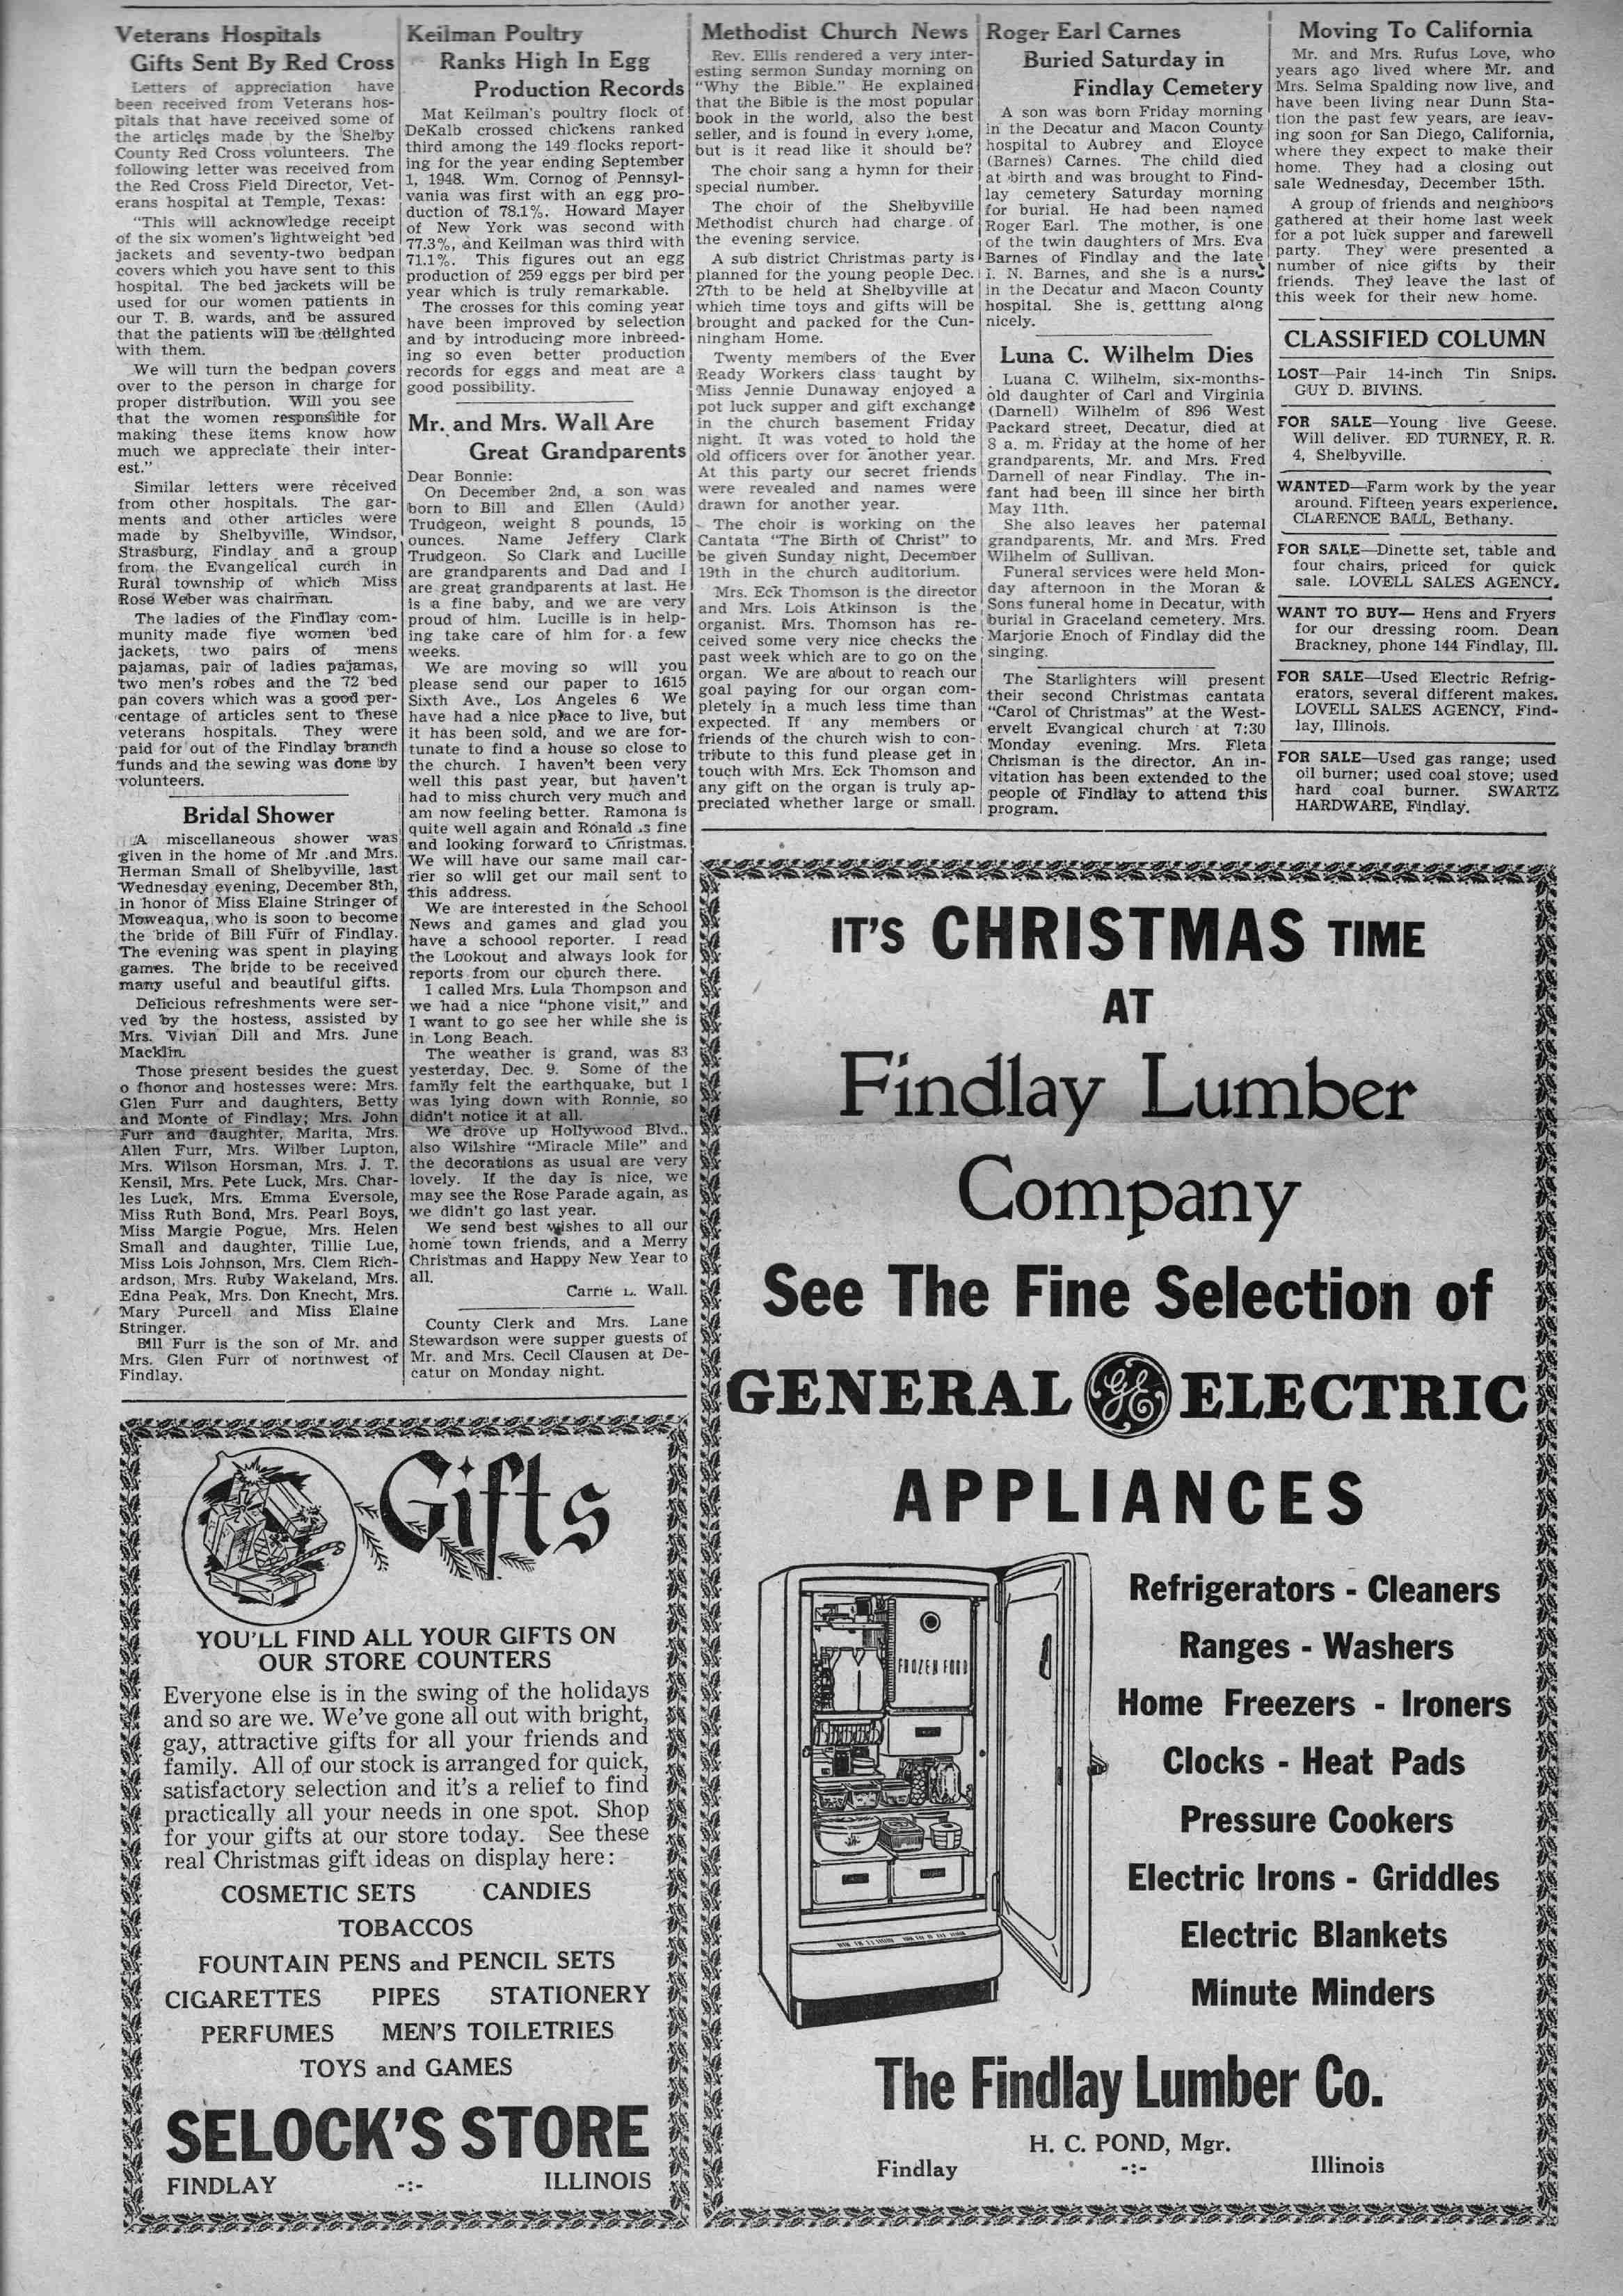 Veterans Hospitals
Gifts Sent By Red Cross
Letters of appreciation have
been received from Veterans hos-
pitals that have received some of
the articles made by the Shelby
County Red Cross volunteers. The
following letter was received from
the Red Cross Field Director, Vet-
erans hospital at Temple, Texas:
"This will acknowledge receipt
of the six women's lightweight bed
jackets and seventy-two bedpan
covers which you have sent to this
hospital. The bed jackets will be
used for our women patients in
our T. B. wards, and be assured
that the patients will be delighted
with them.
We will turn the bedpan covers
over to the person in charge for
proper distribution. Will you see
that the women responsible for
making these items know how
much we appreciate their inter-
est."
Similar letters were received
from other hospitals. The gar-
ments and other articles were
made by Shelbyville, Windsor,
Strasburg, Findlay and a group
from the Evangelical curch in
Rural township of which Miss
Rose Weber was chairman.
The ladies of the Findlay com-
munity made five women bed
jackets, two pairs of mens
pajamas, pair of ladies pajamas,
two men's robes and the 72 bed
pan covers which was a good per-
centage of articles sent to these
veterans hospitals. They were
paid for out of the Findlay branch
funds and the sewing was done by
volunteers.
Bridal Shower
A miscellaneous shower was
given in the home of Mr .and Mrs.
Herman Small of Shelbyville, last
Wednesday evening, December 8th,
in honor of Miss Elaine Stringer of
Moweaqua, who is soon to become
the bride of Bill Furr of Findlay.
The evening was spent in playing
games. The bride to be received
many useful and beautiful gifts.
Delicious refreshments were ser-
ved by the hostess, assisted by
Mrs. Vivian Dill and Mrs. June
Macklin.
Those present besides the guest
o fhonor and hostesses were: Mrs.
Glen Furr and daughters, Betty
and Monte of Findlay; Mrs. John
Furr and daughter, Marita, Mrs.
Allen Furr, Mrs. Wilber Lupton,
Mrs. Wilson Horsman, Mrs. J. T.
Kensil, Mrs. Pete Luck, Mrs. Char-
les Luck, Mrs. Emma Eversole,
Miss Ruth Bond, Mrs. Pearl Boys,
Miss Margie Pogue, Mrs. Helen
Small and daughter, Tillie Lue,
Miss Lois Johnson, Mrs. Clem Rich-
ardson, Mrs. Ruby Wakeland, Mrs.
Edna Peak, Mrs. Don Knecht, Mrs.
Mary Purcell and Miss Elaine
Stringer.
Bill Furr is the son of Mr. and
Mrs. Glen Furr of northwest of
Findlay.
Keilman Poultry
Ranks High In Egg
Production Records
Mat Keilman's poultry flock of
DeKalb crossed chickens ranked
third among the 149 flocks report-
ing for the year ending September
1, 1948. Wm. Cornog of Pennsyl-
vania was first with an egg pro-
duction of 78.1%. Howard Mayer
of New York was second with
77.3%, and Keilman was third with
71.1%. This figures out an egg
production of 259 eggs per bird per
year which is truly remarkable.
The crosses for this coming year
have been improved by selection
and by introducing more inbreed-
ing so even better production
records for eggs and meat are a
good possibility.
Mr. and Mrs. Wall Are
Great Grandparents
Dear Bonnie:
On December 2nd, a son was
born to Bill and Ellen (Auld)
Trudgeon, weight 8 pounds, 15
ounces. Name Jeffery Clark
Trudgeon. So Clark and Lucille
are grandparents and Dad and I
are great grandparents at last. He
is a fine baby, and we are very
proud of him. Lucille is in help-
ing take care of him for a few
weeks.
We are moving so will you
please send our paper to 1615
Sixth Ave., Los Angeles 6 We
have had a nice place to live, but
it has been sold, and we are for-
tunate to find a house so close to
the church. I haven't been very
well this past year, but haven't
had to miss church very much and
am now feeling better. Ramona is
quite well again and Ronald .s fine
and looking forward to Christmas.
We will have our same mail car-
rier so wlil get our mail sent to
this address.
We are interested in the School
News and games and glad you
have a schoool reporter. I read
the Lookout and always look for
reports from our church there.
I called Mrs. Lula Thompson and
we had a nice "phone visit," and
I want to go see her while she is
in Long Beach.
The weather is grand, was 83
yesterday, Dec. 9. Some of the
family felt the earthquake, but I
was lying down with Ronnie, so
didn't notice it at all.
We drove up Hollywood Blvd.,
also Wilshire "Miracle Mile" and
the decorations as usual are very
lovely. If the day is nice, we
may see the Rose Parade again, as
we didn't go last year.
We send best wishes to all our
home town friends, and a Merry
Christmas and Happy New Year to
all.
Carrie L. Wall.
County Clerk and Mrs. Lane
Stewardson were supper guests of
Mr. and Mrs. Cecil Clausen at De-
catur on Monday night.
Methodist Church News
Rev. Ellis rendered a very inter-
esting sermon Sunday morning on
"Why the Bible." He explained
that the Bible is the most popular
book in the world, also the best
seller, and is found in every home,
but is it read like it should be?
The choir sang a hymn for their
special number.
The choir of the Shelbyville
Methodist church had charge of
the evening service.
A sub district Christmas party is
planned for the young people Dec.
27th to be held at Shelbyville at
which time toys and gifts will be
brought and packed for the Cun-
ningham Home.
Twenty members of the Ever
Ready Workers class taught by
Miss Jennie Dunaway enjoyed a
pot luck supper and gift exchange
in the church basement Friday
night. It was voted to hold the
old officers over for another year.
At this party our secret friends
were revealed and names were
drawn for another year.
The choir is working on the
Cantata "The Birth of Christ" to
be given Sunday night, December
19th in the church auditorium.
Mrs. Eck Thomson is the director
and Mrs. Lois Atkinson is the
organist. Mrs. Thomson has re-
ceived some very nice checks the
past week which are to go on the
organ. We are about to reach our
goal paying for our organ com-
pletely in a much less time than
expected. If any members or
friends of the church wish to con-
tribute to this fund please get in
touch with Mrs. Eck Thomson and
any gift on the organ is truly ap-
preciated whether large or small.
Roger Earl Carnes
Buried Saturday in
Findlay Cemetery
A son was born Friday morning
in the Decatur and Macon County
hospital to Aubrey and Eloyce
(Barnes) Carnes. The child died
at birth and was brought to Find-
lay cemetery Saturday morning
for burial. He had been named
Roger Earl. The mother, is one
of the twin daughters of Mrs. Eva
Barnes of Findlay and the late
I. N. Barnes, and she is a nurse
in the Decatur and Macon County
hospital. She is gettting along
nicely.
Luna C. Wilhelm Dies
Luana C. Wilhelm, six-months-
old daughter of Carl and Virginia
(Darnell) Wilhelm of 896 West
Packard street, Decatur, died at
8 a. m. Friday at the home of her
grandparents, Mr. and Mrs. Fred
Darnell of near Findlay. The in-
fant had been ill since her birth
May 11th.
She also leaves her paternal
grandparents, Mr. and Mrs. Fred
Wilhelm of Sullivan.
Funeral services were held Mon-
day afternoon in the Moran &
Sons funeral home in Decatur, with
burial in Graceland cemetery. Mrs.
Marjorie Enoch of Findlay did the
singing.
The Starlighters will present
their second Christmas cantata
"Carol of Christmas" at the West-
ervelt Evangical church at 7:30
Monday evening. Mrs. Fleta
Chrisman is the director. An in-
vitation has been extended to the
people of Findlay to attend this
program.
Moving To California
Mr. and Mrs. Rufus Love, who
years ago lived where Mr. and
Mrs. Selma Spalding now live, and
have been living near Dunn Sta-
tion the past few years, are leav-
ing soon for San Diego, California,
where they expect to make their
home. They had a closing out
sale Wednesday, December 15th.
A group of friends and neighbors
gathered at their home last week
for a pot luck supper and farewell
party. They were presented a
number of nice gifts by their
friends. They leave the last of
this week for their new home.
CLASSIFIED COLUMN
LOST—Pair 14-inch Tin Snips.
GUY D. BIVINS.
FOR SALE—Young live Geese.
Will deliver. ED TURNEY, R. R.
4, Shelbyville.
WANTED—Farm work by the year
around. Fifteen years experience.
CLARENCE BALL, Bethany.
FOR SALE—Dinette set, table and
four chairs, priced for quick
sale. LOVELL SALES AGENCY.
WANT TO BUY— Hens and Fryers
for our dressing room. Dean
Brackney, phone 144 Findlay, Ill.
FOR SALE—Used Electric Refrig-
erators, several different makes.
LOVELL SALES AGENCY, Find-
lay, Illinois.
FOR SALE—Used gas range; used
oil burner; used coal stove; used
hard coal burner. SWARTZ
HARDWARE, Findlay.
Gifts
YOU'LL FIND ALL YOUR GIFTS ON
OUR STORE COUNTERS
Everyone else is in the swing of the holidays
and so are we. We've gone all out with bright,
gay, attractive gifts for all your friends and
family. All of our stock is arranged for quick,
satisfactory selection and it's a relief to find
practically all your needs in one spot. Shop
for your gifts at our store today. See these
real Christmas gift ideas on display here:
COSMETIC SETS CANDIES
TOBACCOS
FOUNTAIN PENS and PENCIL SETS
CIGARETTES PIPES STATIONERY
PERFUMES MEN'S TOILETRIES
TOYS and GAMES
SELOCK'S STORE
FINDLAY -:- ILLINOIS
IT'S CHRISTMAS TIME
AT
Findlay Lumber
Company
See The Fine Selection of
GENERAL GE ELECTRIC
APPLIANCES
FROZEN FOOD
Refrigerators - Cleaners
Ranges - Washers
Home Freezers - Ironers
Clocks - Heat Pads
Pressure Cookers
Electric Irons - Griddles
Electric Blankets
Minute Minders
The Findlay Lumber Co.
H. C. POND, Mgr.
Findlay -:- Illinois